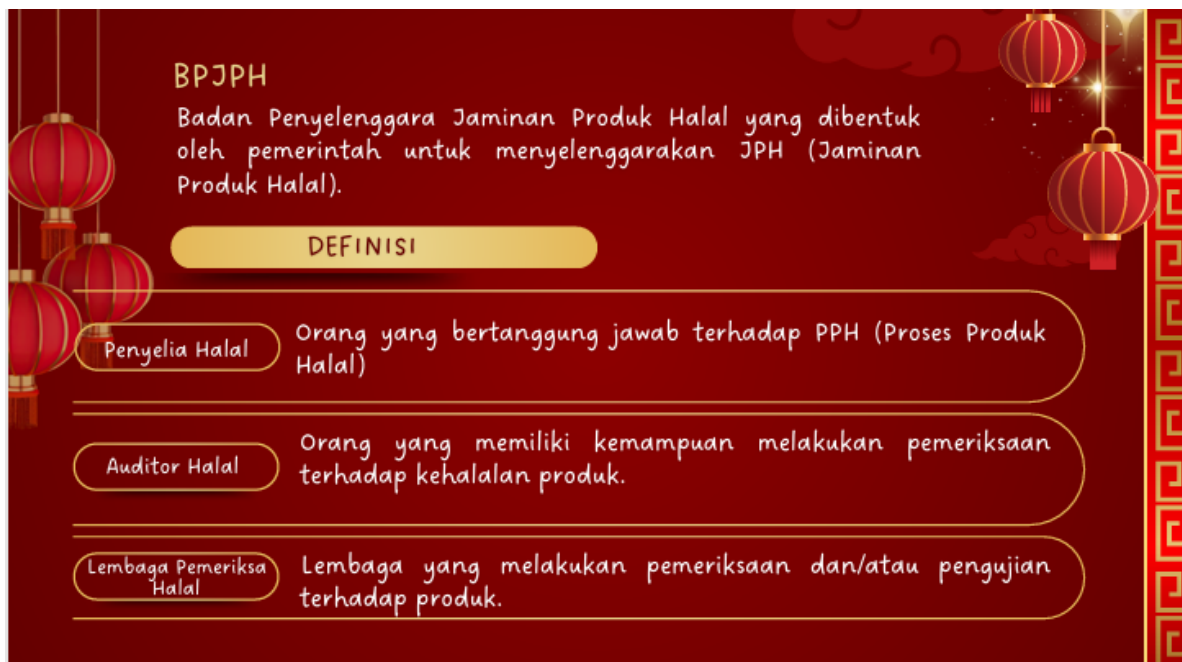 BPJPH
Badan Penyelenggara Jaminan Produk Halal yang dibentuk
oleh pemerintah untuk menyelenggarakan JPH (Jaminan
Produk Halal).
DEFINISI
Penyelia Halal
Orang yang bertanggung jawab terhadap PPH (Proses Produk
Halal)
Auditor Halal
Orang yang memiliki kemampuan melakukan pemeriksaan
terhadap kehalalan produk.
Lembaga Pemeriksa
Halal
Lembaga yang melakukan pemeriksaan dan/atau pengujian
terhadap produk.